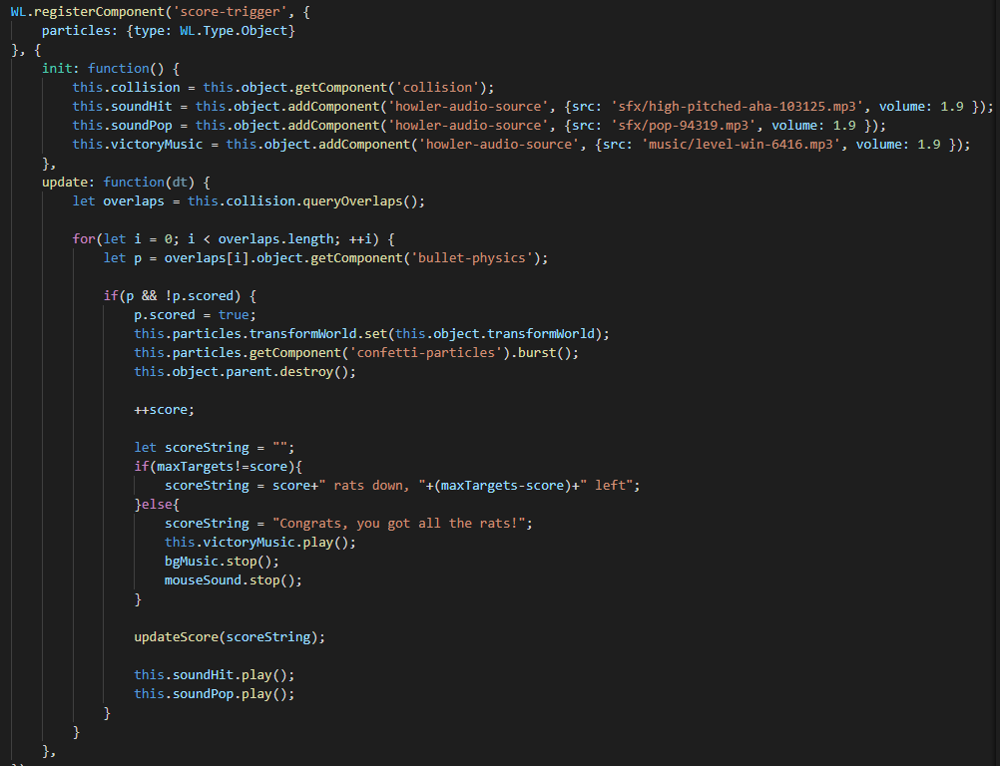 WL.registerComponent('score-trigger', {
    particles: {type: WL.Type.Object}
}, {
    init: function() {
        this.collision = this.object.getComponent('collision');
        this.soundHit = this.object.addComponent('howler-audio-source', {src: 'sfx/high-pitched-aha-103125.mp3', volume: 1.9 });
        this.soundPop = this.object.addComponent('howler-audio-source', {src: 'sfx/pop-94319.mp3', volume: 1.9 });
        this.victoryMusic = this.object.addComponent('howler-audio-source', {src: 'music/level-win-6416.mp3', volume: 1.9 });
    },
    update: function(dt) {
        let overlaps = this.collision.queryOverlaps();

        for(let i = 0; i < overlaps.length; ++i) {
            let p = overlaps[i].object.getComponent('bullet-physics');

            if(p && !p.scored) {
                p.scored = true;
                this.particles.transformWorld.set(this.object.transformWorld);
                this.particles.getComponent('confetti-particles').burst();
                this.object.parent.destroy();

                ++score;

                let scoreString = "";
                if(maxTargets!=score){
                    scoreString = score+" rats down, "+(maxTargets-score)+" left";
                }else{
                    scoreString = "Congrats, you got all the rats!";
                    this.victoryMusic.play();
                    bgMusic.stop();
                    mouseSound.stop();
                }

                updateScore(scoreString);

                this.soundHit.play();
                this.soundPop.play();
            }
        }
    },